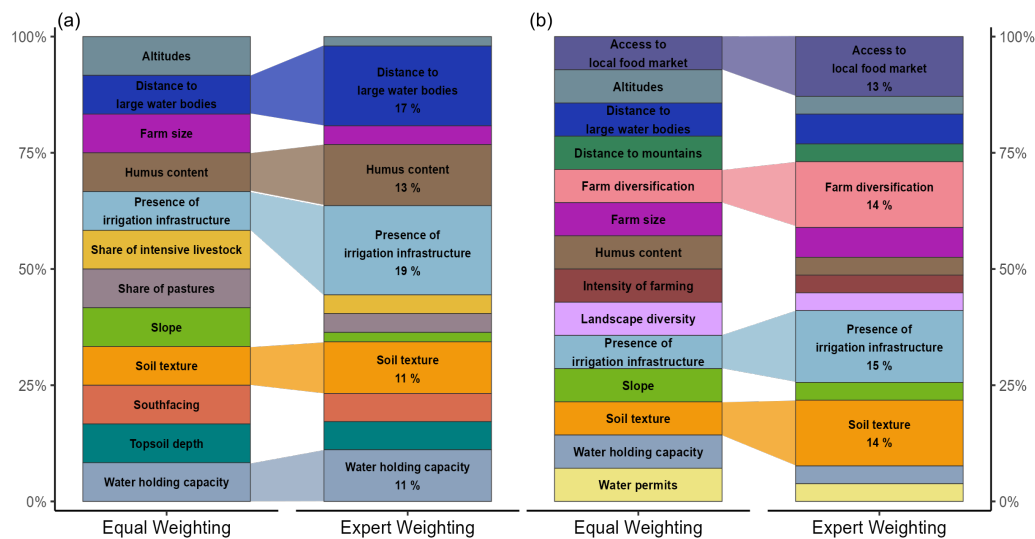 (a)
100%
75%
50%
25%
0%
Altitudes
Distance to
large water bodies
Farm size
Humus content
Presence of
irrigation infrastructure
Share of intensive livestock
Share of pastures
Slope
Soil texture
Southfacing
Topsoil depth
Water holding capacity
Equal Weighting
Distance to
large water bodies
17 %
Humus content
13 %
Presence of
irrigation infrastructure
19 %
Soil texture
11 %
Water holding capacity
11 %
Expert Weighting
(b)
Access to
local food market
Altitudes
Distance to
large water bodies
Distance to mountains
Farm diversification
Farm size
Humus content
Intensity of farming
Landscape diversity
Presence of
irrigation infrastructure
Slope
Soil texture
Water holding capacity
Water permits
Equal Weighting
Access to
local food market
13 %
Farm diversification
14 %
Presence of
irrigation infrastructure
15 %
Soil texture
14 %
Expert Weighting
100%
75%
50%
25%
0%